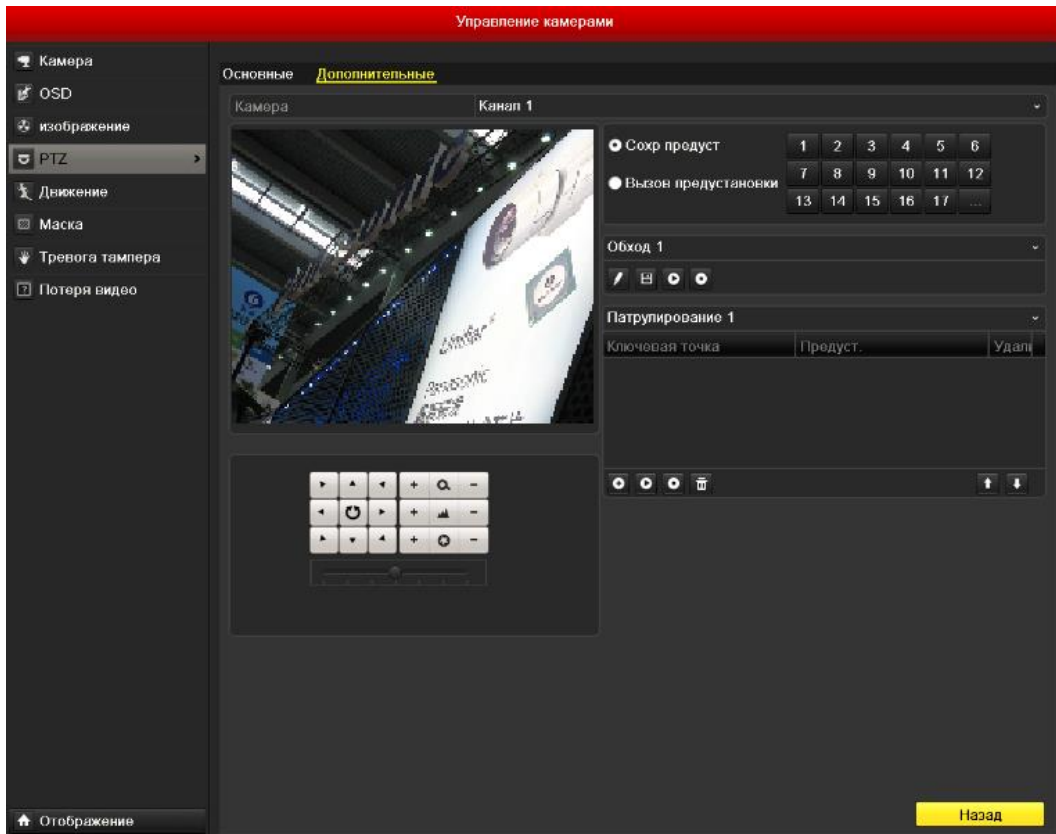 Управление камерами
Камера
OSD
изображение
PTZ
Движение
Маска
Тревога тампера
Потеря видео
Отображение
Основные Дополнительные
Камера Канал 1
Panasonic
Сохр предуст
Вызов предустановки
1 2 3 4 5 6
7 8 9 10 11 12
13 14 15 16 17 ...
Обход 1
Патрулирование 1
Ключевая точка Предуст. Удали
Назад